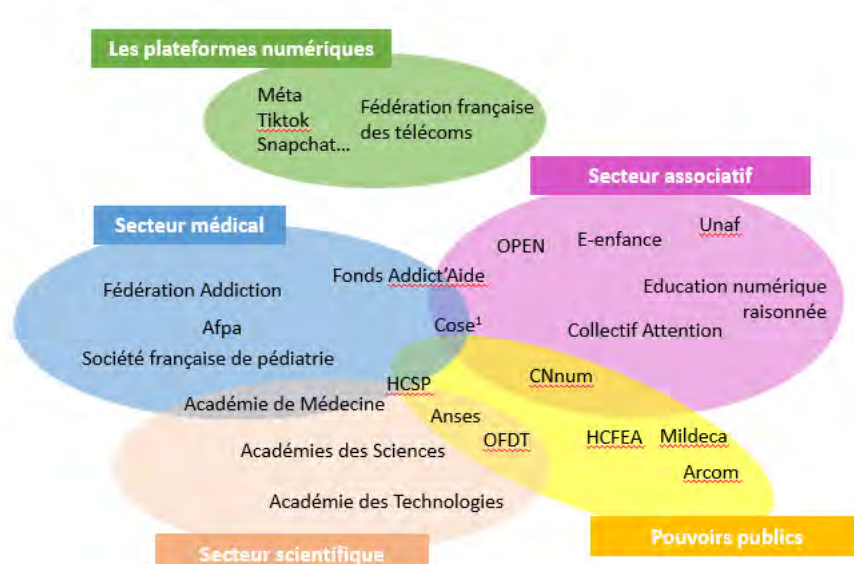 Les plateformes numériques
Méta
Tiktok
Snapchat...
Fédération française
des télécoms
Secteur associatif
OPEN
E-enfance
Unaf
Education numérique
raisonnée
Collectif Attention
Secteur médical
Fonds Addict'Aide
Fédération Addiction
Afpa
Cose¹
Société française de pédiatrie
HCSP
Académie de Médecine
CNnum
Anses
OFDT
HCFEA
Mildeca
Arcom
Académies des Sciences
Académie des Technologies
Pouvoirs publics
Secteur scientifique